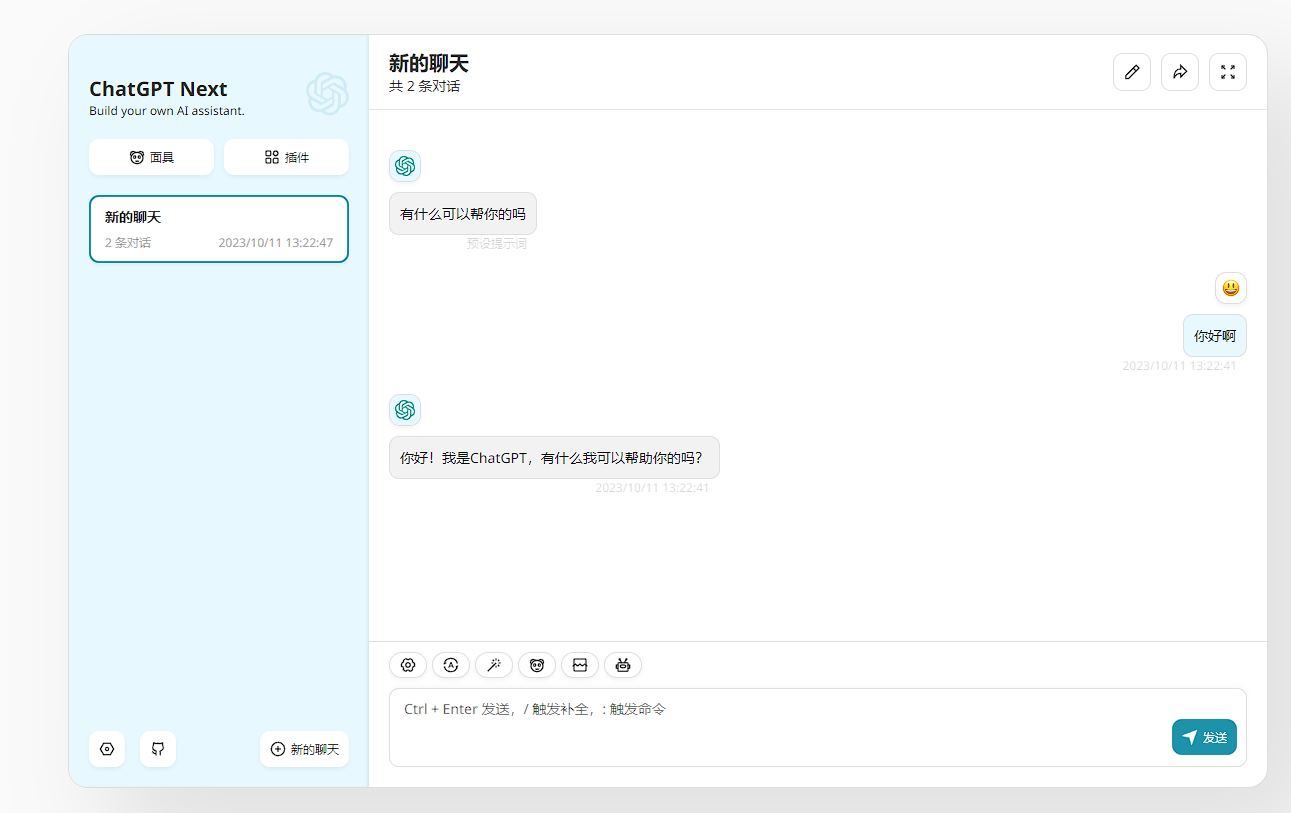 ChatGPT Next
Build your own AI assistant.
面具
插件
新的聊天
2 条对话
2023/10/11 13:22:47
新的聊天
新的聊天
共 2 条对话
有什么可以帮你的吗
预设提示词
你好啊
2023/10/11 13:22:41
你好！我是ChatGPT，有什么我可以帮助你的吗？
2023/10/11 13:22:41
Ctrl + Enter 发送，/ 触发补全，: 触发命令
发送